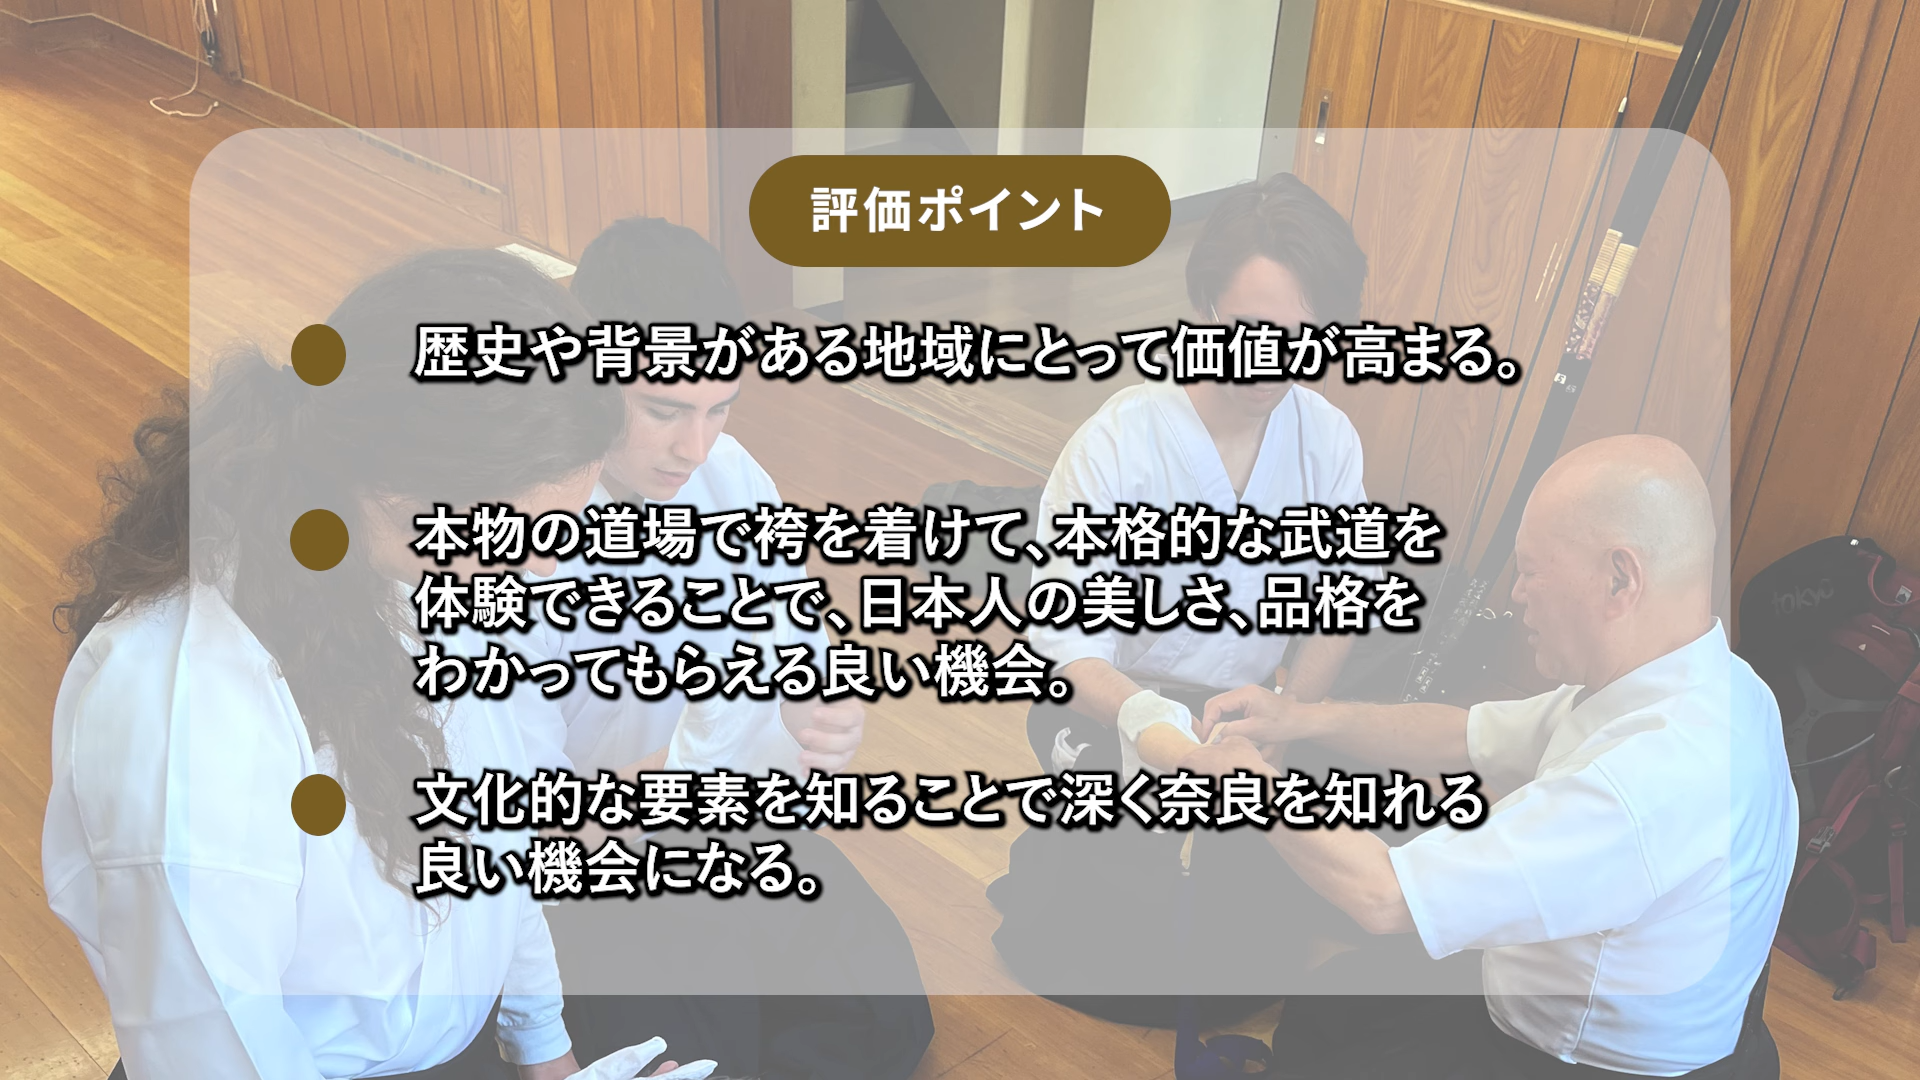 評価ポイント
歴史や背景がある地域にとって価値が高まる。
本物の道場で袴を着けて、本格的な武道を
体験できることで、日本人の美しさ、品格を
わかってもらえる良い機会。
文化的な要素を知ることで深く奈良を知れる
良い機会になる。
tokyo